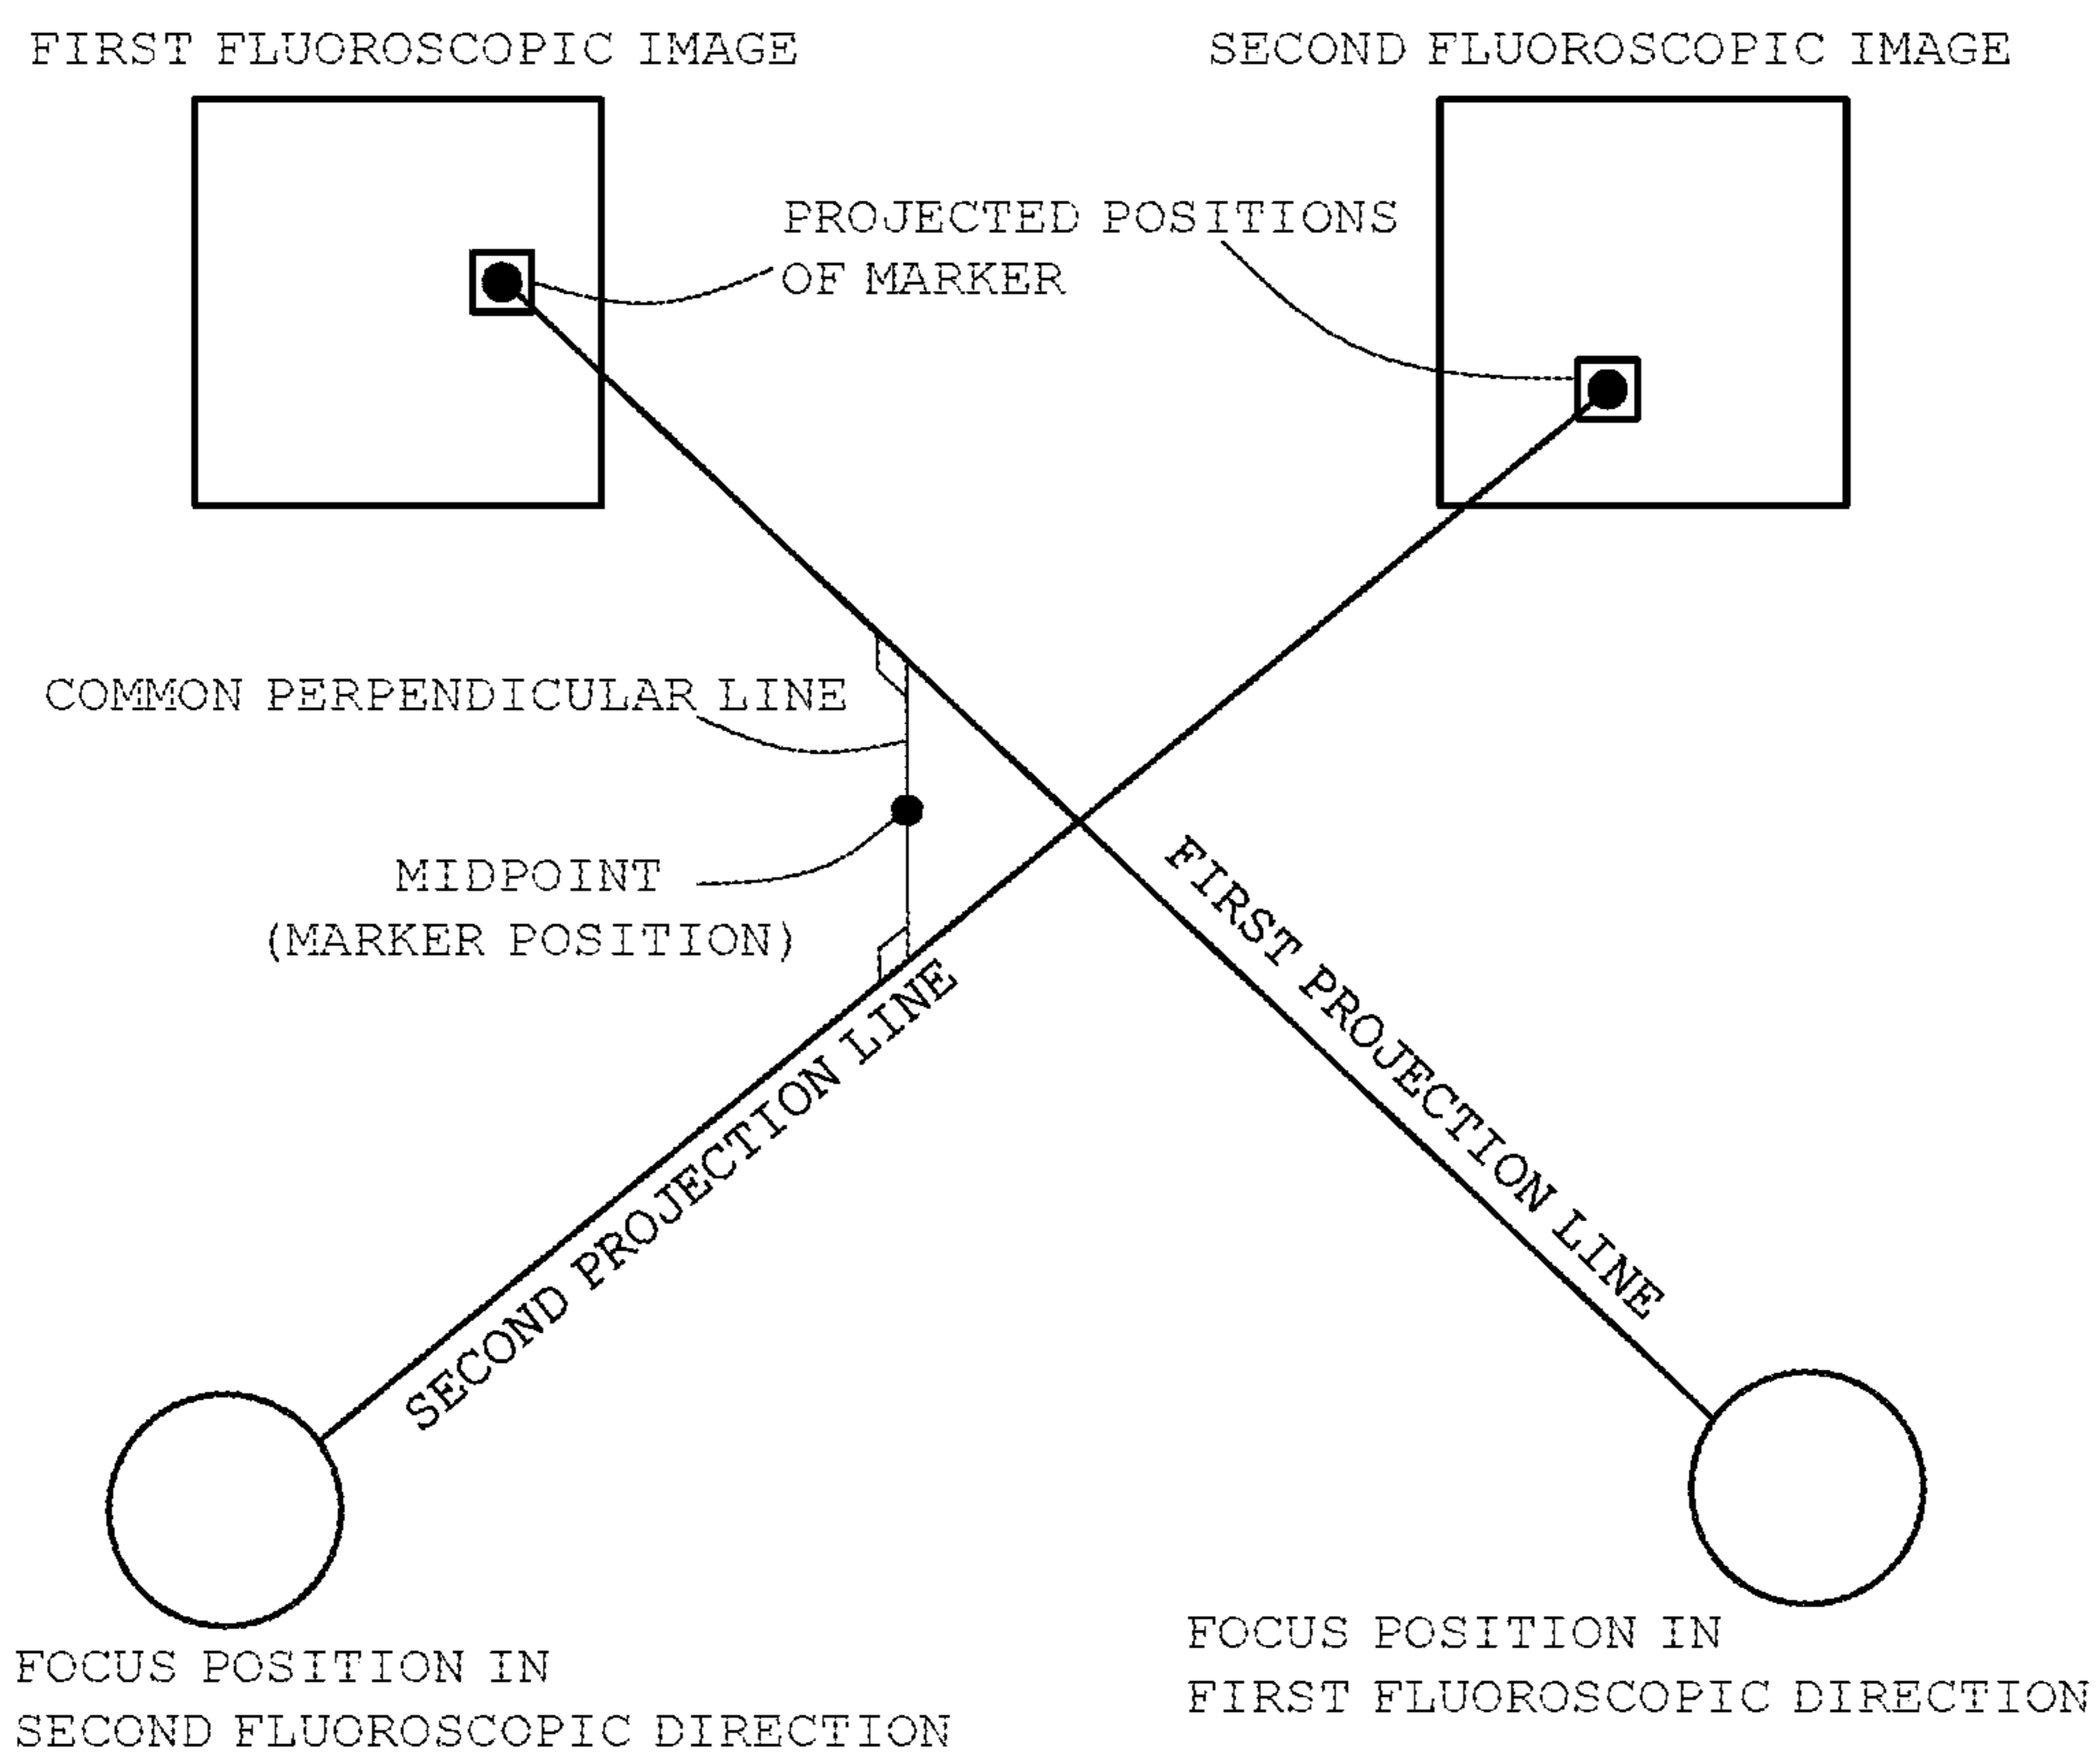 FIRST FLUOROSCOPIC IMAGE
SECOND FLUOROSCOPIC IMAGE
PROJECTED POSITIONS
OF MARKER
COMMON PERPENDICULAR LINE
MIDPOINT
(MARKER POSITION)
FIRST PROJECTION LINE
SECOND PROJECTION LINE
FOCUS POSITION IN
SECOND FLUOROSCOPIC DIRECTION
FOCUS POSITION IN
FIRST FLUOROSCOPIC DIRECTION